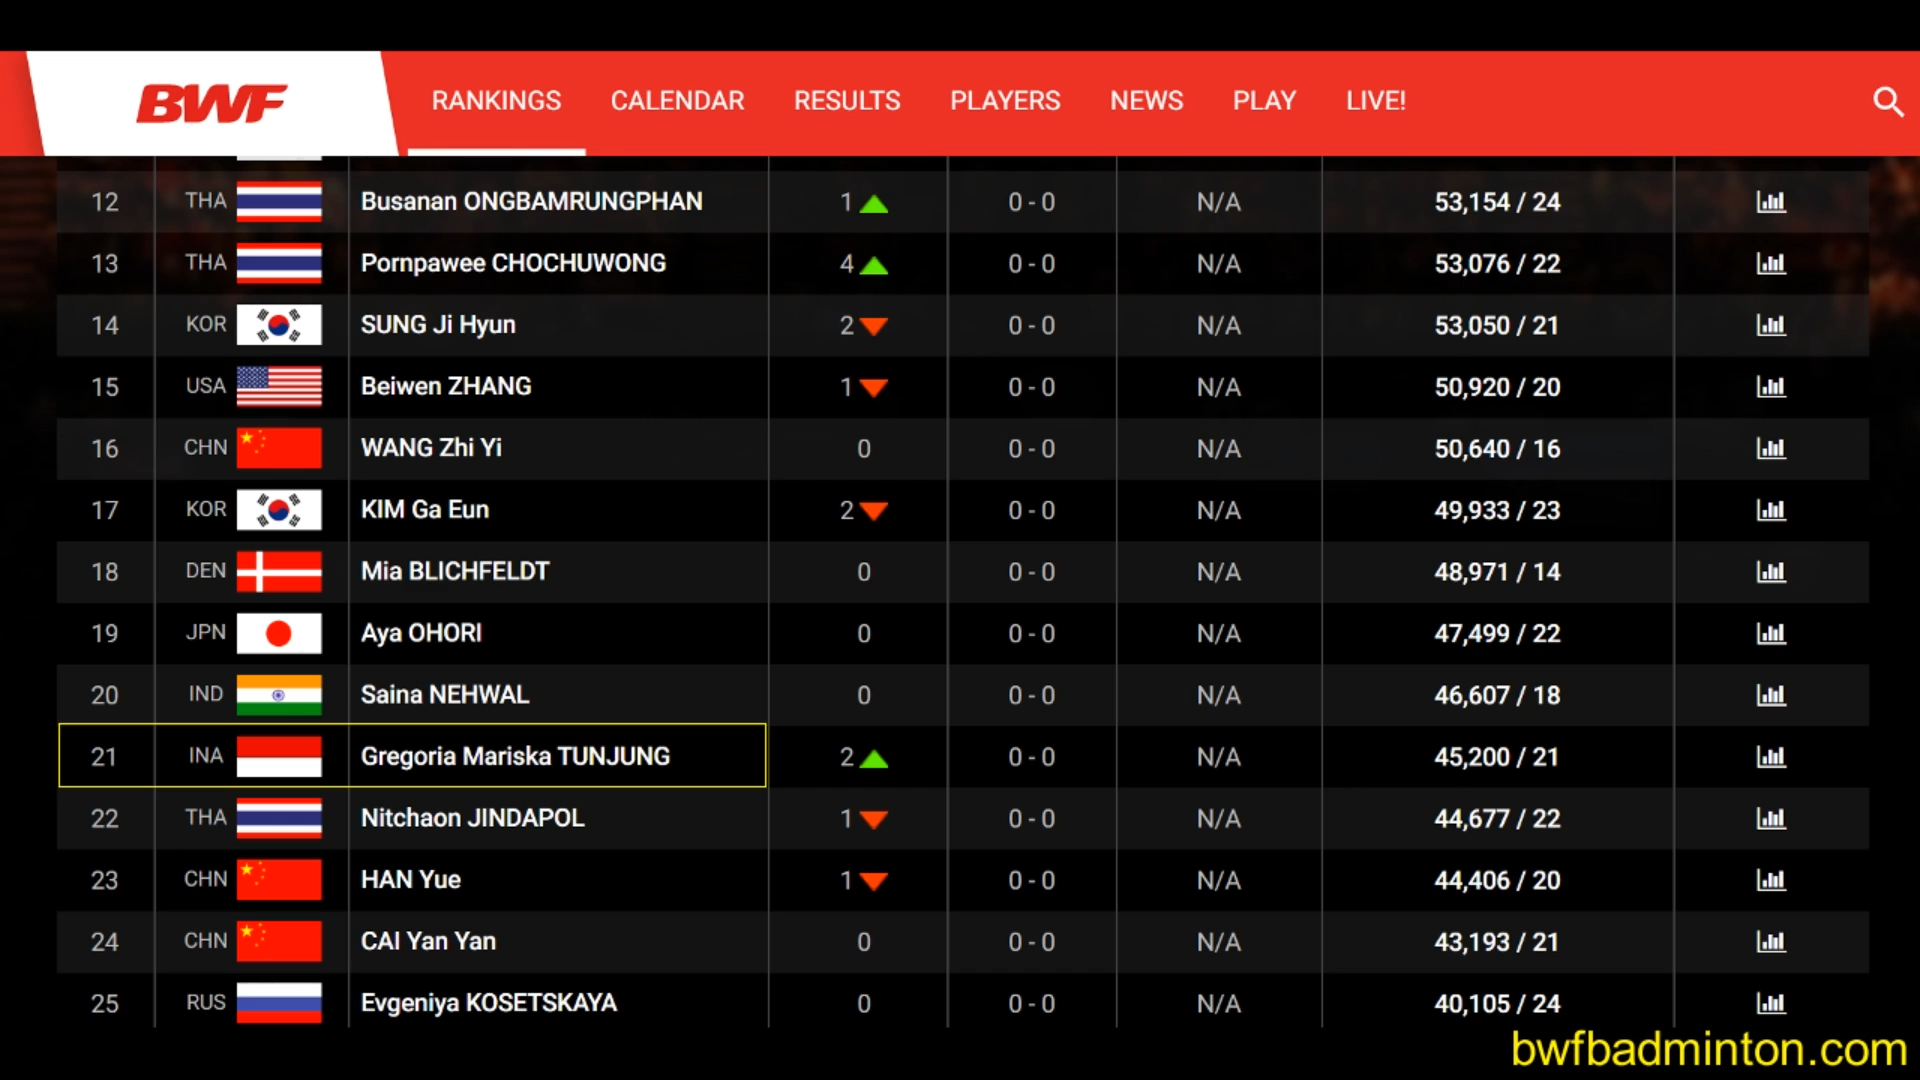 BWF RANKINGS CALENDAR RESULTS PLAYERS NEWS PLAY LIVE!
12 THA Busanan ONGBAMRUNGPHAN 1 0 - 0 N/A 53,154 / 24
13 THA Pornpawee CHOCHUWONG 4 0 - 0 N/A 53,076 / 22
14 KOR SUNG Ji Hyun 2 0 - 0 N/A 53,050 / 21
15 USA Beiwen ZHANG 1 0 - 0 N/A 50,920 / 20
16 CHN WANG Zhi Yi 0 0 - 0 N/A 50,640 / 16
17 KOR KIM Ga Eun 2 0 - 0 N/A 49,933 / 23
18 DEN Mia BLICHFELDT 0 0 - 0 N/A 48,971 / 14
19 JPN Aya OHORI 0 0 - 0 N/A 47,499 / 22
20 IND Saina NEHWAL 0 0 - 0 N/A 46,607 / 18
21 INA Gregoria Mariska TUNJUNG 2 0 - 0 N/A 45,200 / 21
22 THA Nitchaon JINDAPOL 1 0 - 0 N/A 44,677 / 22
23 CHN HAN Yue 1 0 - 0 N/A 44,406 / 20
24 CHN CAI Yan Yan 0 0 - 0 N/A 43,193 / 21
25 RUS Evgeniya KOSETSKAYA 0 0 - 0 N/A 40,105 / 24
bwfbadminton.com